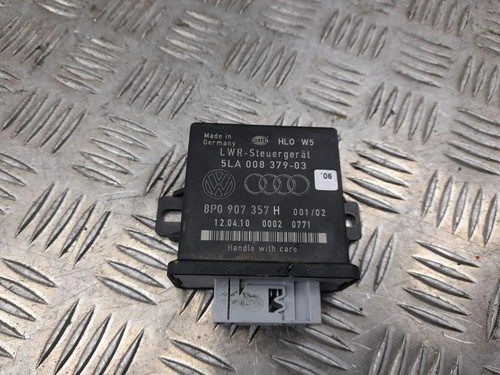 Made in
Germany
HLO W5
LWR-Steuergerät
5LA 008 379-03
'06
8P0 907 357 H 001/02
12.04.10 0002 0771
Handle with care